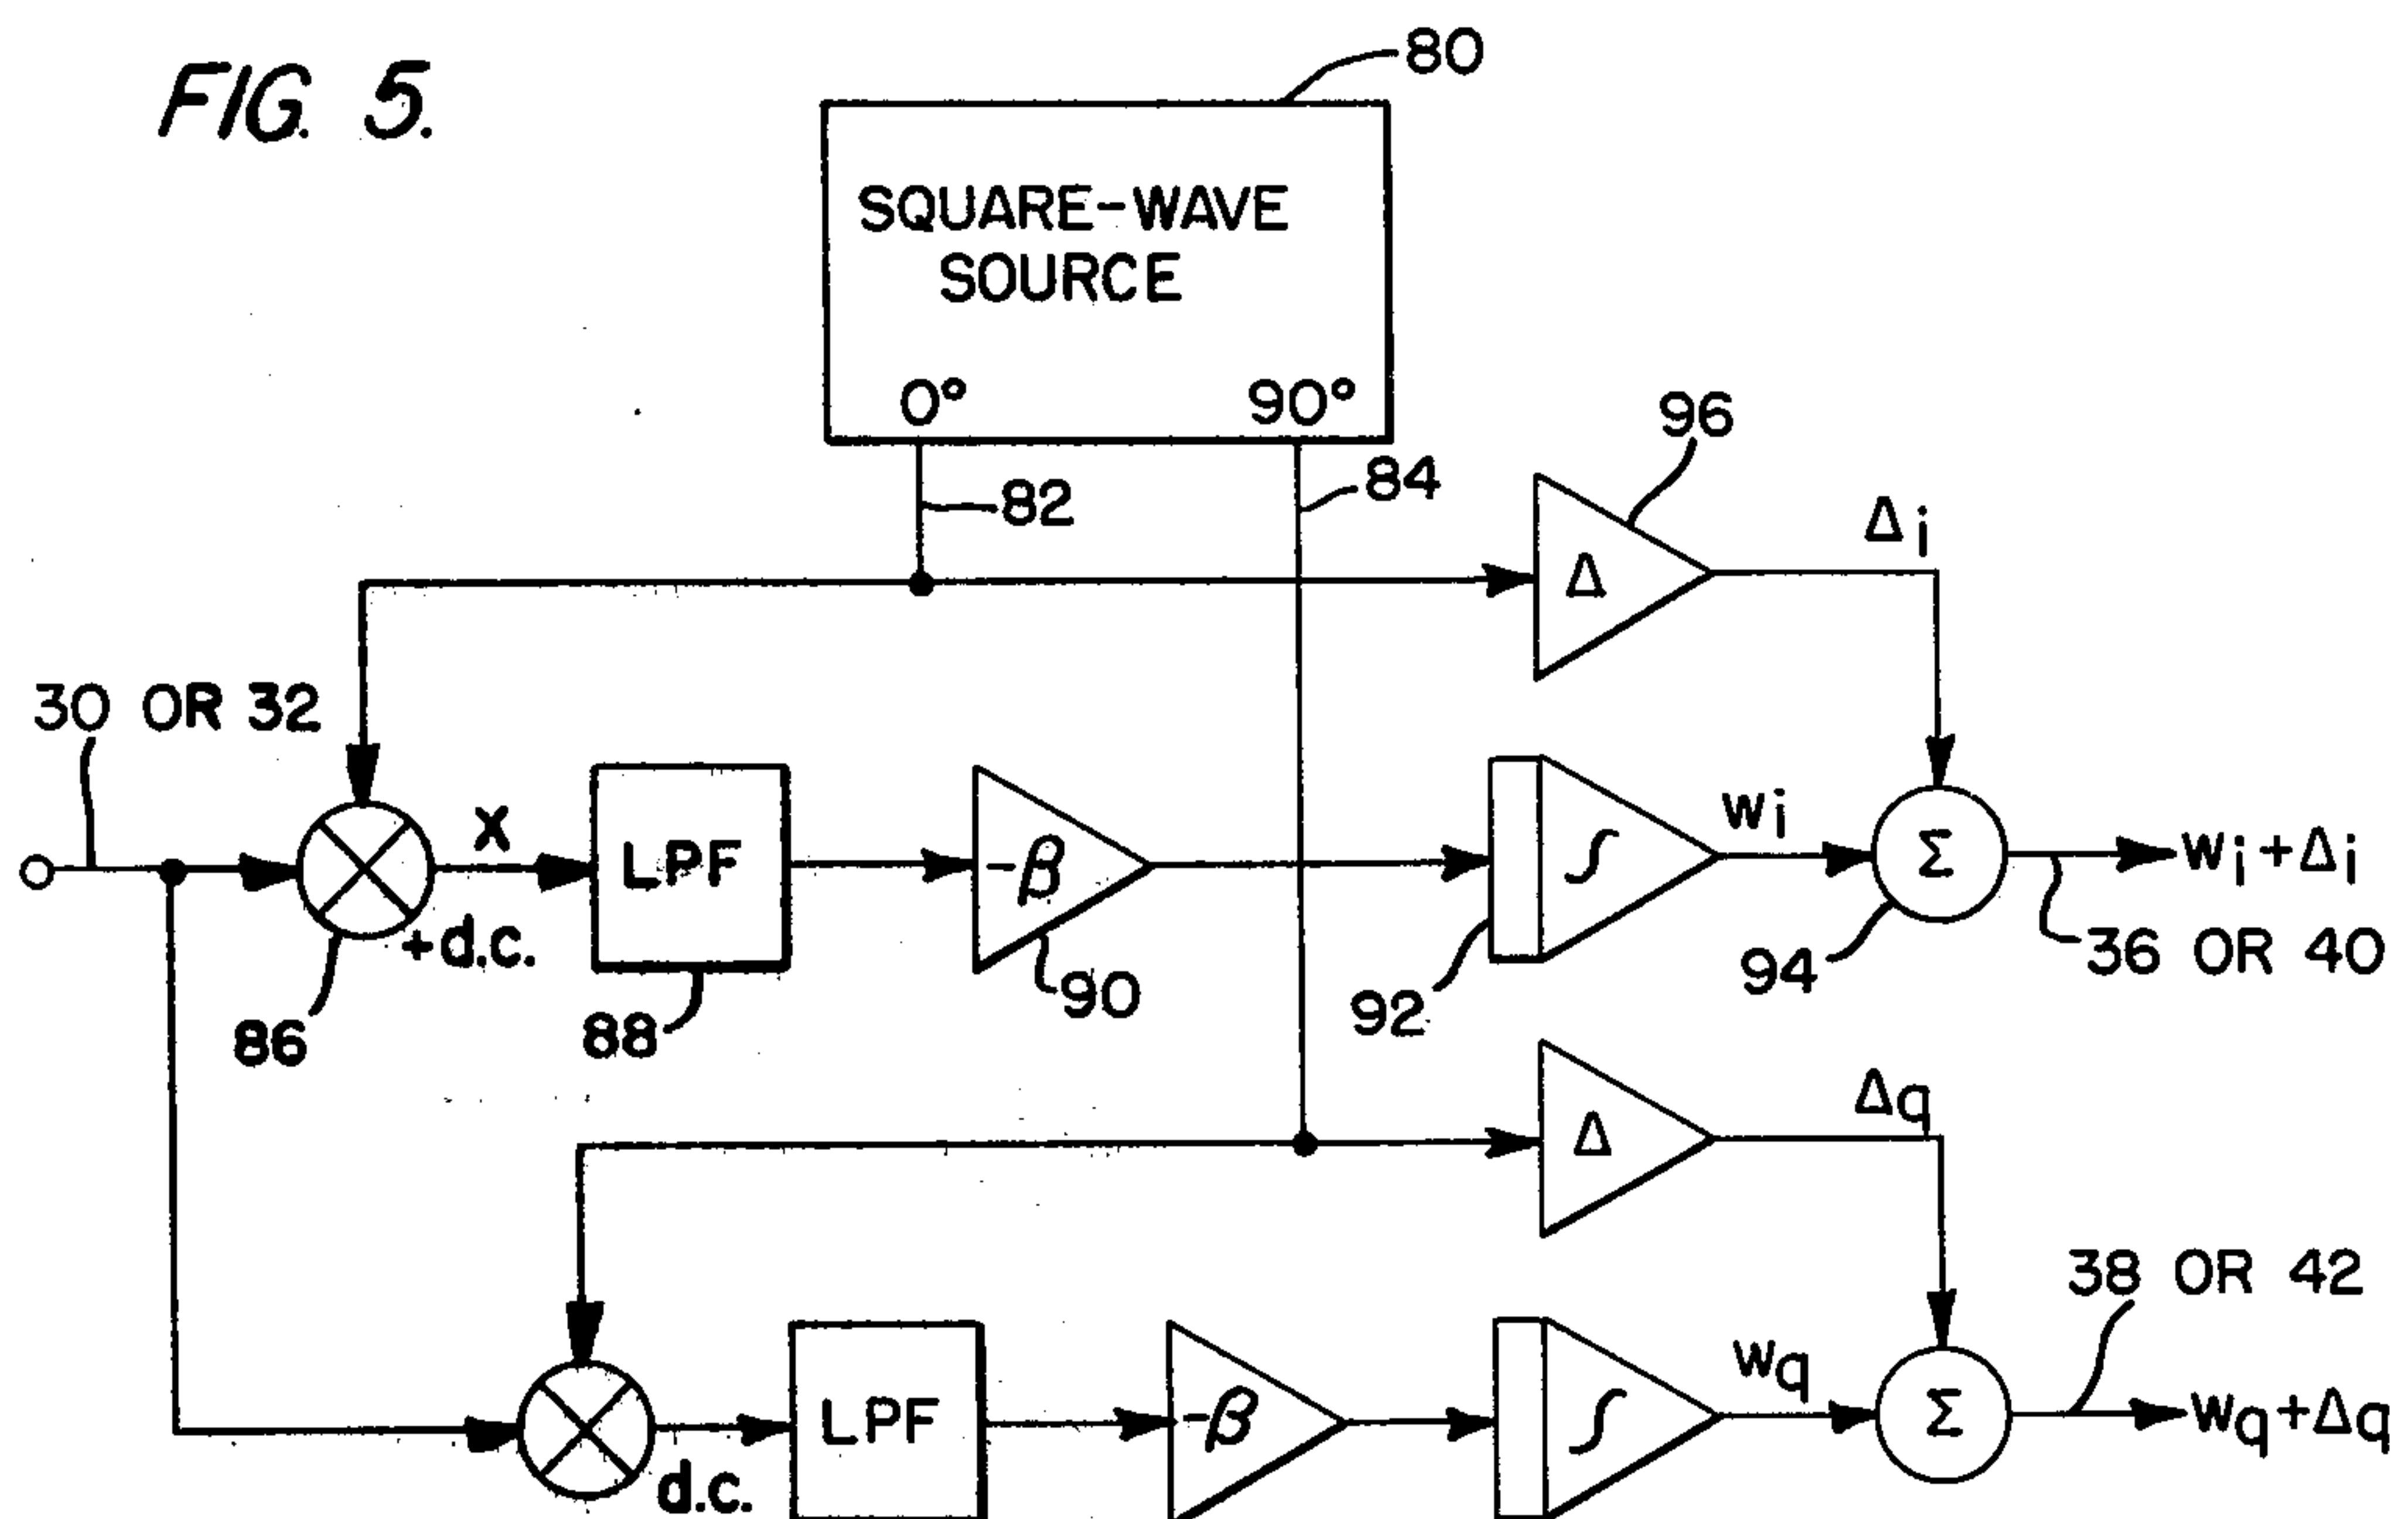 FIG. 5.
80
SQUARE-WAVE
SOURCE
0° 90°
96
82
84
Δi
Δ
30 OR 32
X
LPF
-β
∫
wi
Σ
wi+Δi
+d.c.
36 OR 40
86
88
90
92
94
Δq
Δ
38 OR 42
LPF
-β
∫
wq
Σ
wq+Δq
d.c.